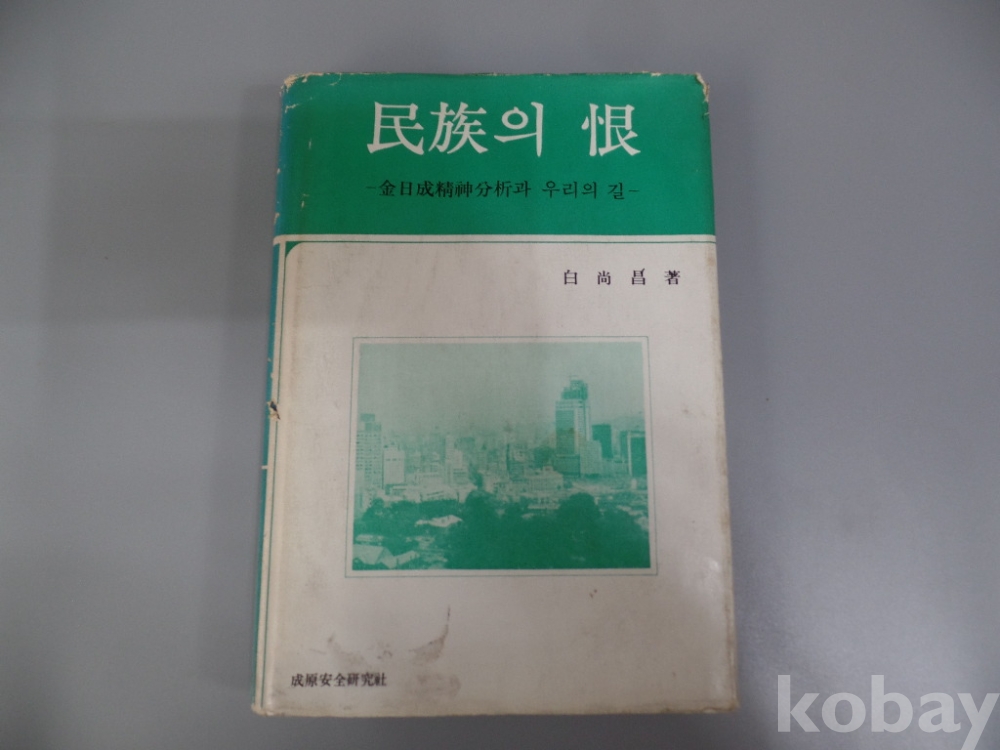 民族의 恨
-金日成精神分析과 우리의 길-
白尚昌 著
成原安全研究社
kobay